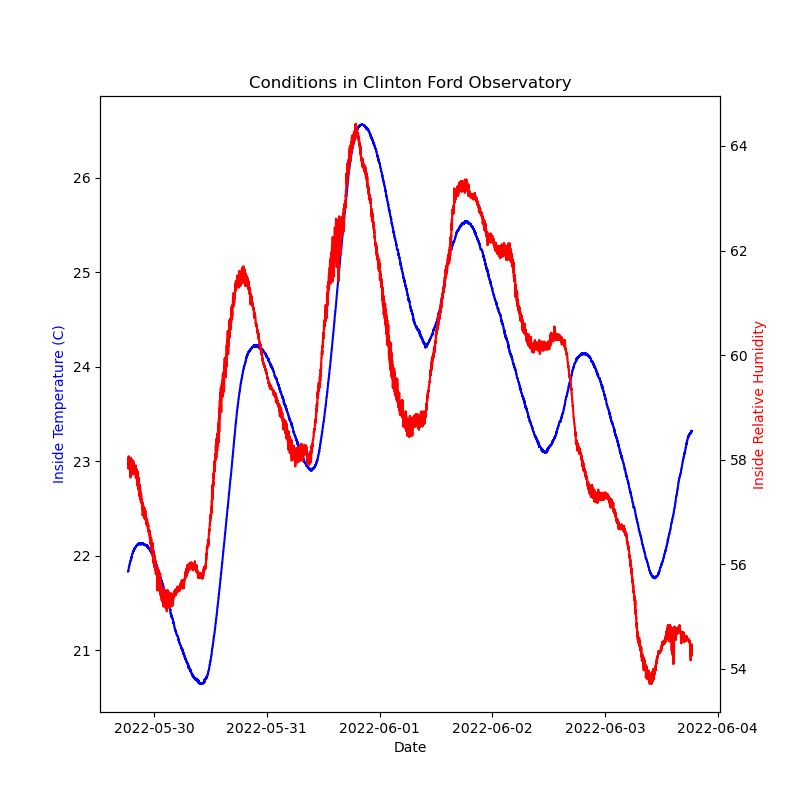 Conditions in Clinton Ford Observatory
26
25
24
23
22
21
Inside Temperature (C)
64
62
60
58
56
54
Inside Relative Humidity
2022-05-30 2022-05-31 2022-06-01 2022-06-02 2022-06-03 2022-06-04
Date